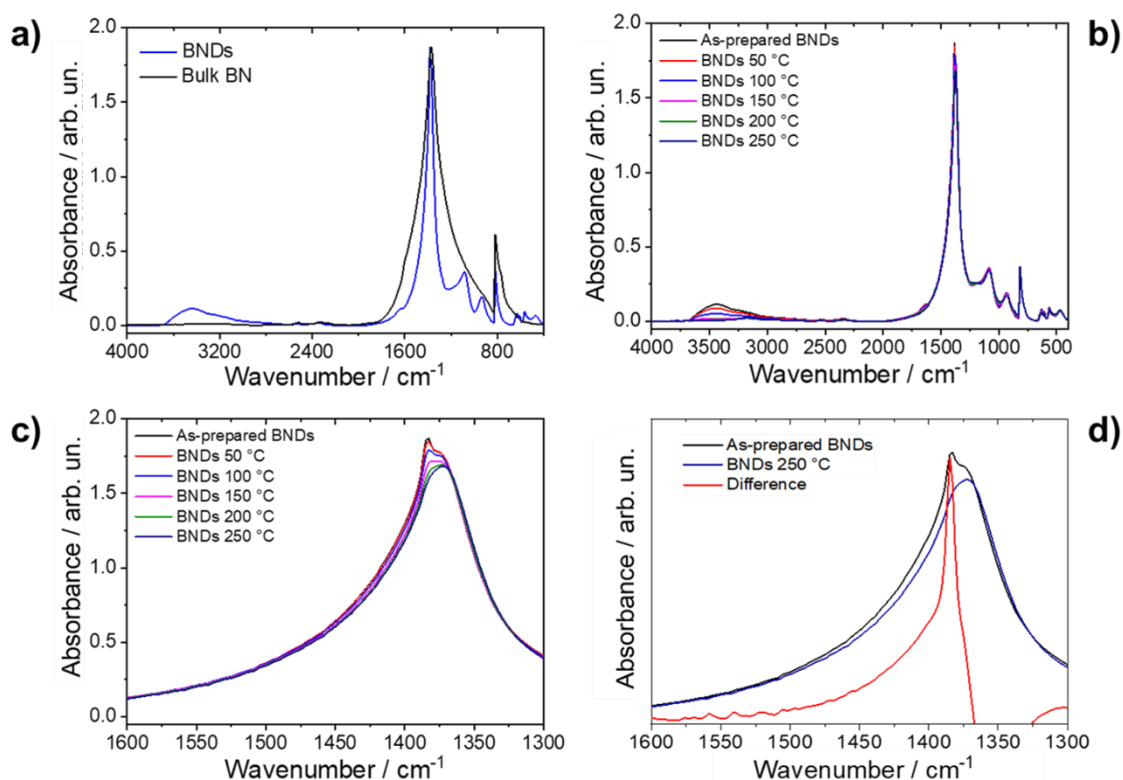 a)
Absorbance / arb. un.
2.0
1.5
1.0
0.5
0.0
BNDs
Bulk BN
4000 3200 2400 1600 800
Wavenumber / cm⁻¹
b)
Absorbance / arb. un.
2.0
1.5
1.0
0.5
0.0
As-prepared BNDs
BNDs 50 °C
BNDs 100 °C
BNDs 150 °C
BNDs 200 °C
BNDs 250 °C
4000 3500 3000 2500 2000 1500 1000 500
Wavenumber / cm⁻¹
c)
Absorbance / arb. un.
2.0
1.5
1.0
0.5
0.0
As-prepared BNDs
BNDs 50 °C
BNDs 100 °C
BNDs 150 °C
BNDs 200 °C
BNDs 250 °C
1600 1550 1500 1450 1400 1350 1300
Wavenumber / cm⁻¹
d)
Absorbance / arb. un.
As-prepared BNDs
BNDs 250 °C
Difference
1600 1550 1500 1450 1400 1350 1300
Wavenumber / cm⁻¹